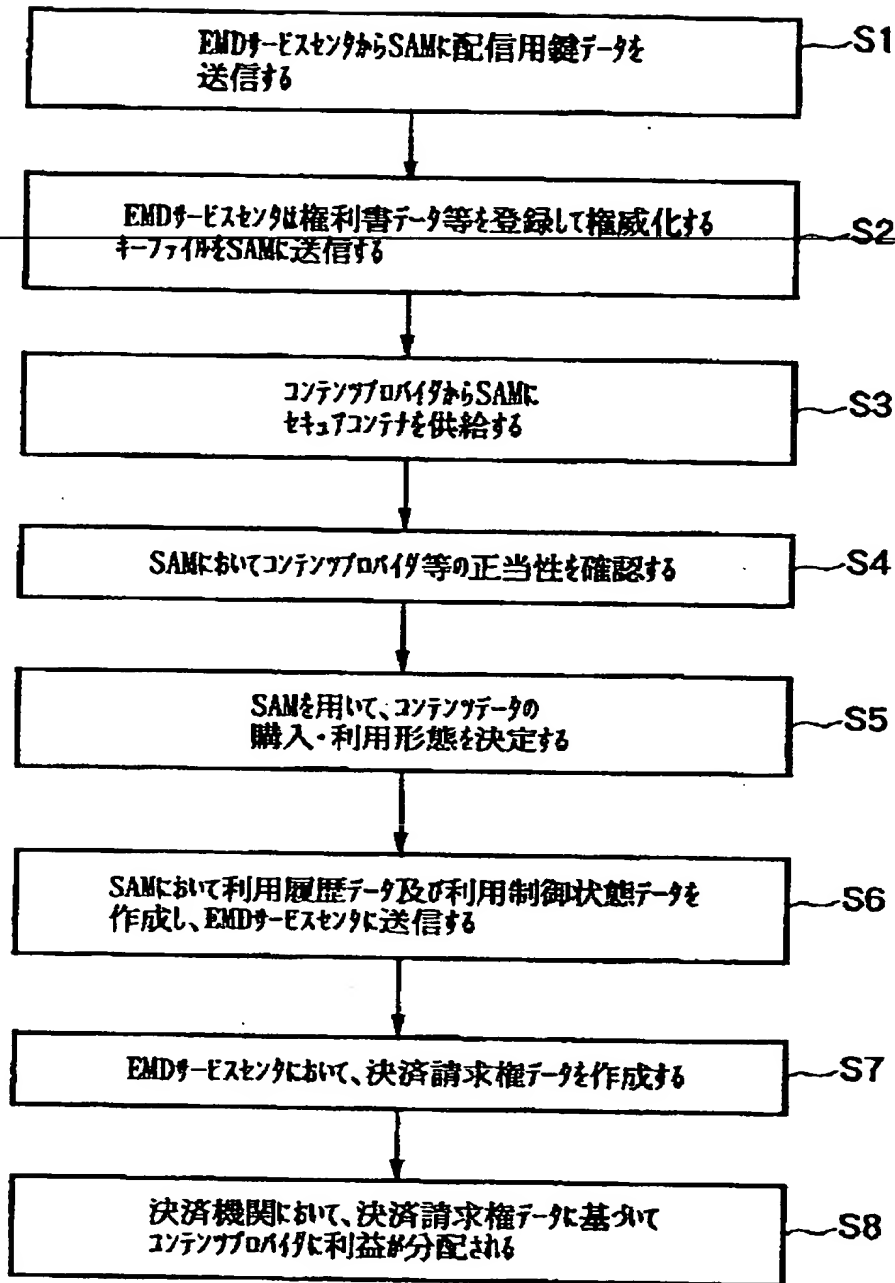 EMDサービスセンタからSAMに配信用鍵データを
送信する
S1
EMDサービスセンタは権利書データ等を登録して権威化する
キーファイルをSAMに送信する
S2
コンテンツプロバイダからSAMに
セキュアコンテナを供給する
S3
SAMにおいてコンテンツプロバイダ等の正当性を確認する
S4
SAMを用いて、コンテンツデータの
購入・利用形態を決定する
S5
SAMにおいて利用履歴データ及び利用制御状態データを
作成し、EMDサービスセンタに送信する
S6
EMDサービスセンタにおいて、決済請求権データを作成する
S7
決済機関において、決済請求権データに基づいて
コンテンツプロバイダに利益が分配される
S8